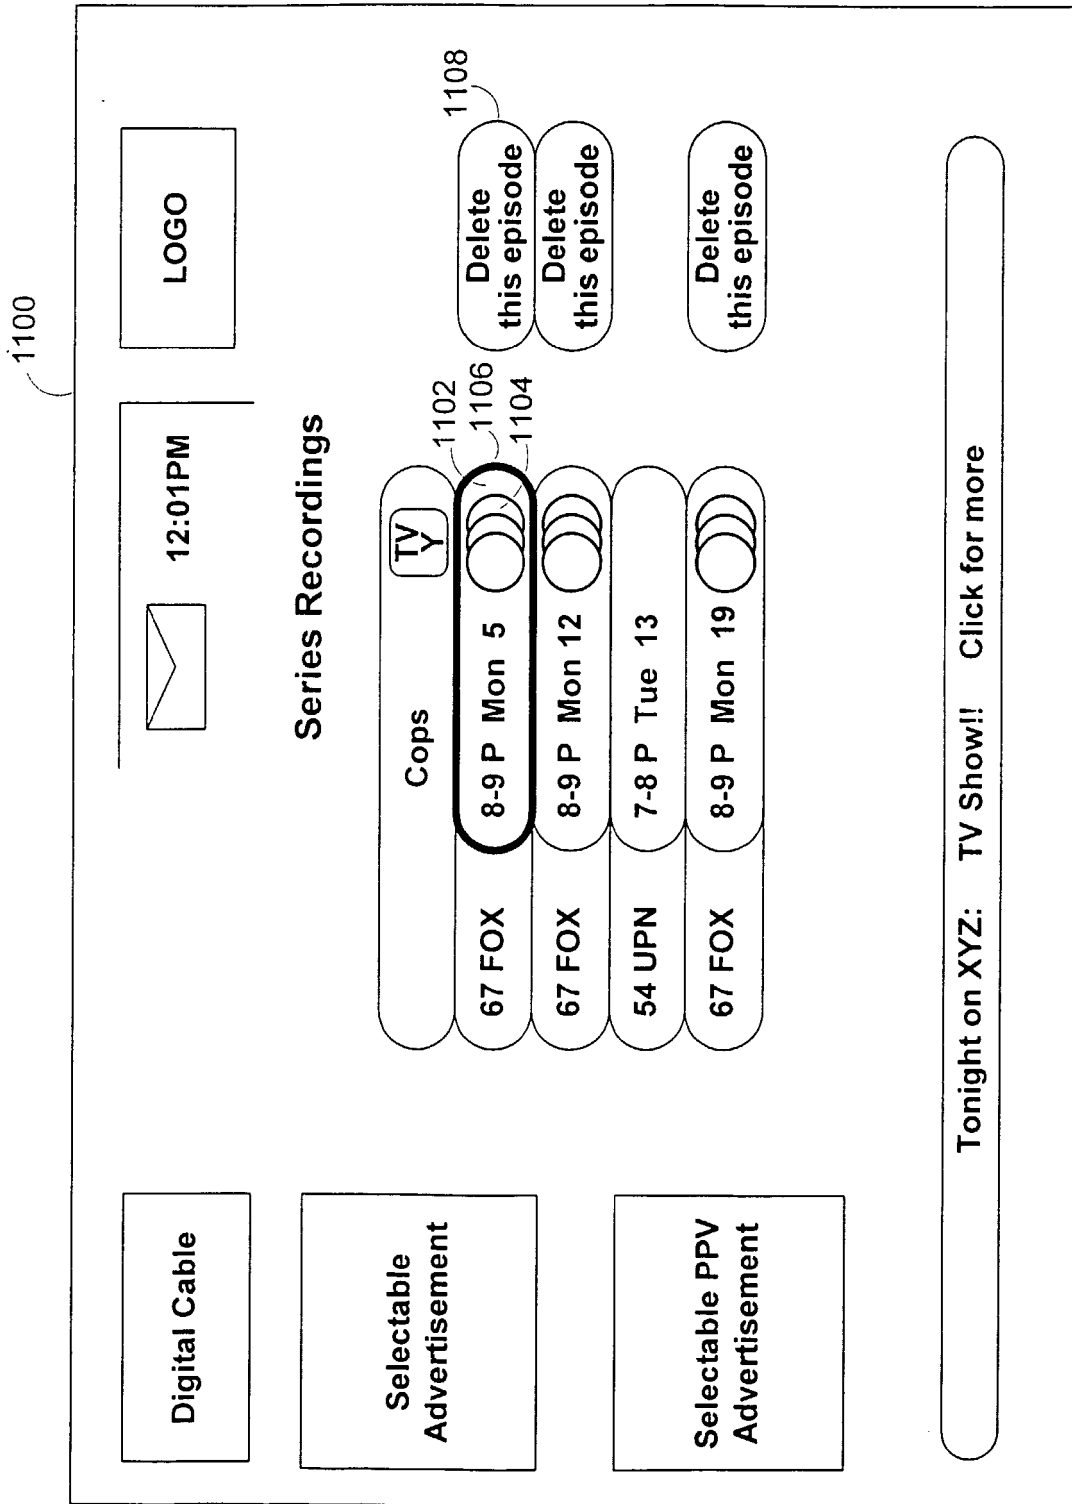 1100
Digital Cable
12:01PM
LOGO
Selectable
Advertisement
Selectable PPV
Advertisement
Series Recordings
Cops
TV
Y
1102
1106
1104
1108
67 FOX 8-9 P Mon 5
Delete
this episode
67 FOX 8-9 P Mon 12
Delete
this episode
54 UPN 7-8 P Tue 13
67 FOX 8-9 P Mon 19
Delete
this episode
Tonight on XYZ: TV Show!! Click for more